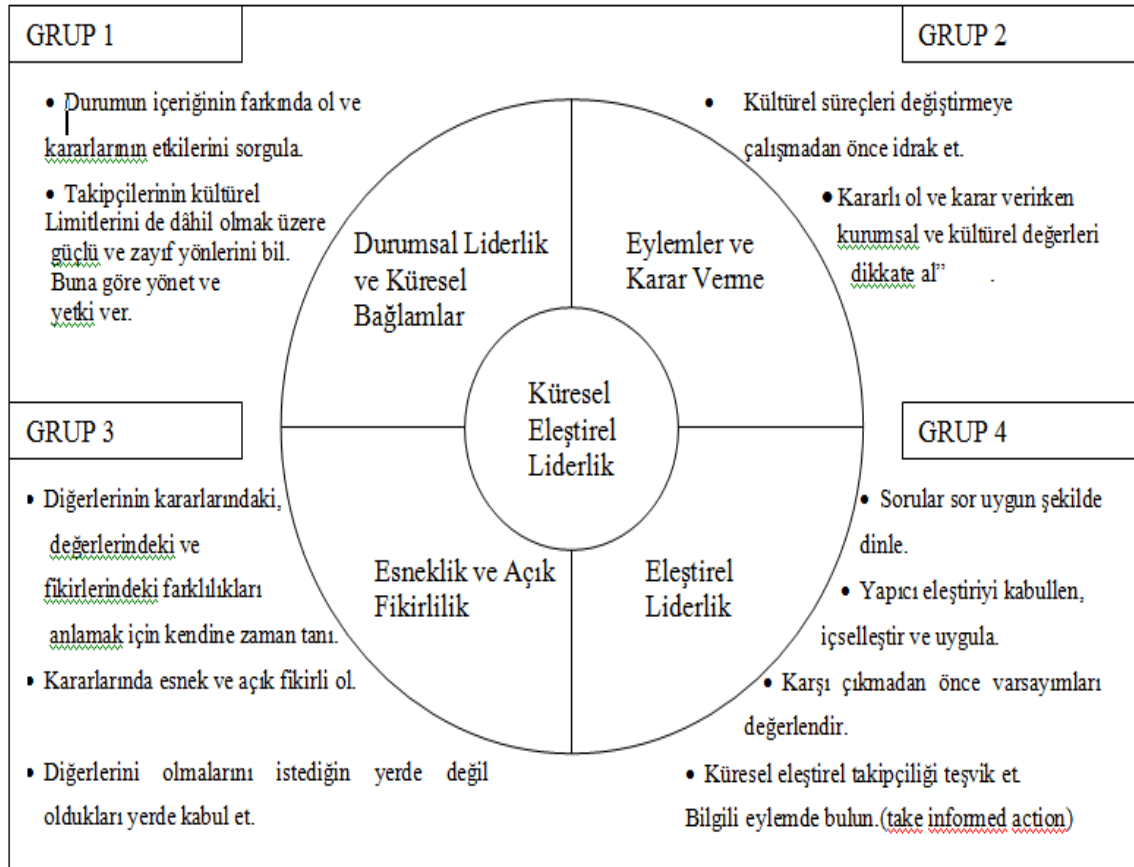 GRUP 1
• Durumun içeriğinin farkında ol ve
kararlarının etkilerini sorgula.
• Takipçilerinin kültürel
Limitlerini de dâhil olmak üzere
güçlü ve zayıf yönlerini bil.
Buna göre yönet ve
yetki ver.
GRUP 2
• Kültürel süreçleri değiştirmeye
çalışmadan önce idrak et.
• Kararlı ol ve karar verirken
kurumsal ve kültürel değerleri
dikkate al” .
Durumsal Liderlik
ve Küresel
Bağlamlar
Eylemler ve
Karar Verme
Küresel
Eleştirel
Liderlik
Esneklik ve Açık
Fikirlilik
Eleştirel
Liderlik
GRUP 3
• Diğerlerinin kararlarındaki,
değerlerindeki ve
fikirlerindeki farklılıkları
anlamak için kendine zaman tanı.
• Kararlarında esnek ve açık fikirli ol.
• Diğerlerini olmalarını istediğin yerde değil
oldukları yerde kabul et.
GRUP 4
• Sorular sor uygun şekilde
dinle.
• Yapıcı eleştiriyi kabullen,
içselleştir ve uygula.
• Karşı çıkmadan önce varsayımları
değerlendir.
• Küresel eleştirel takipçiliği teşvik et.
Bilgili eylemde bulun.(take informed action)